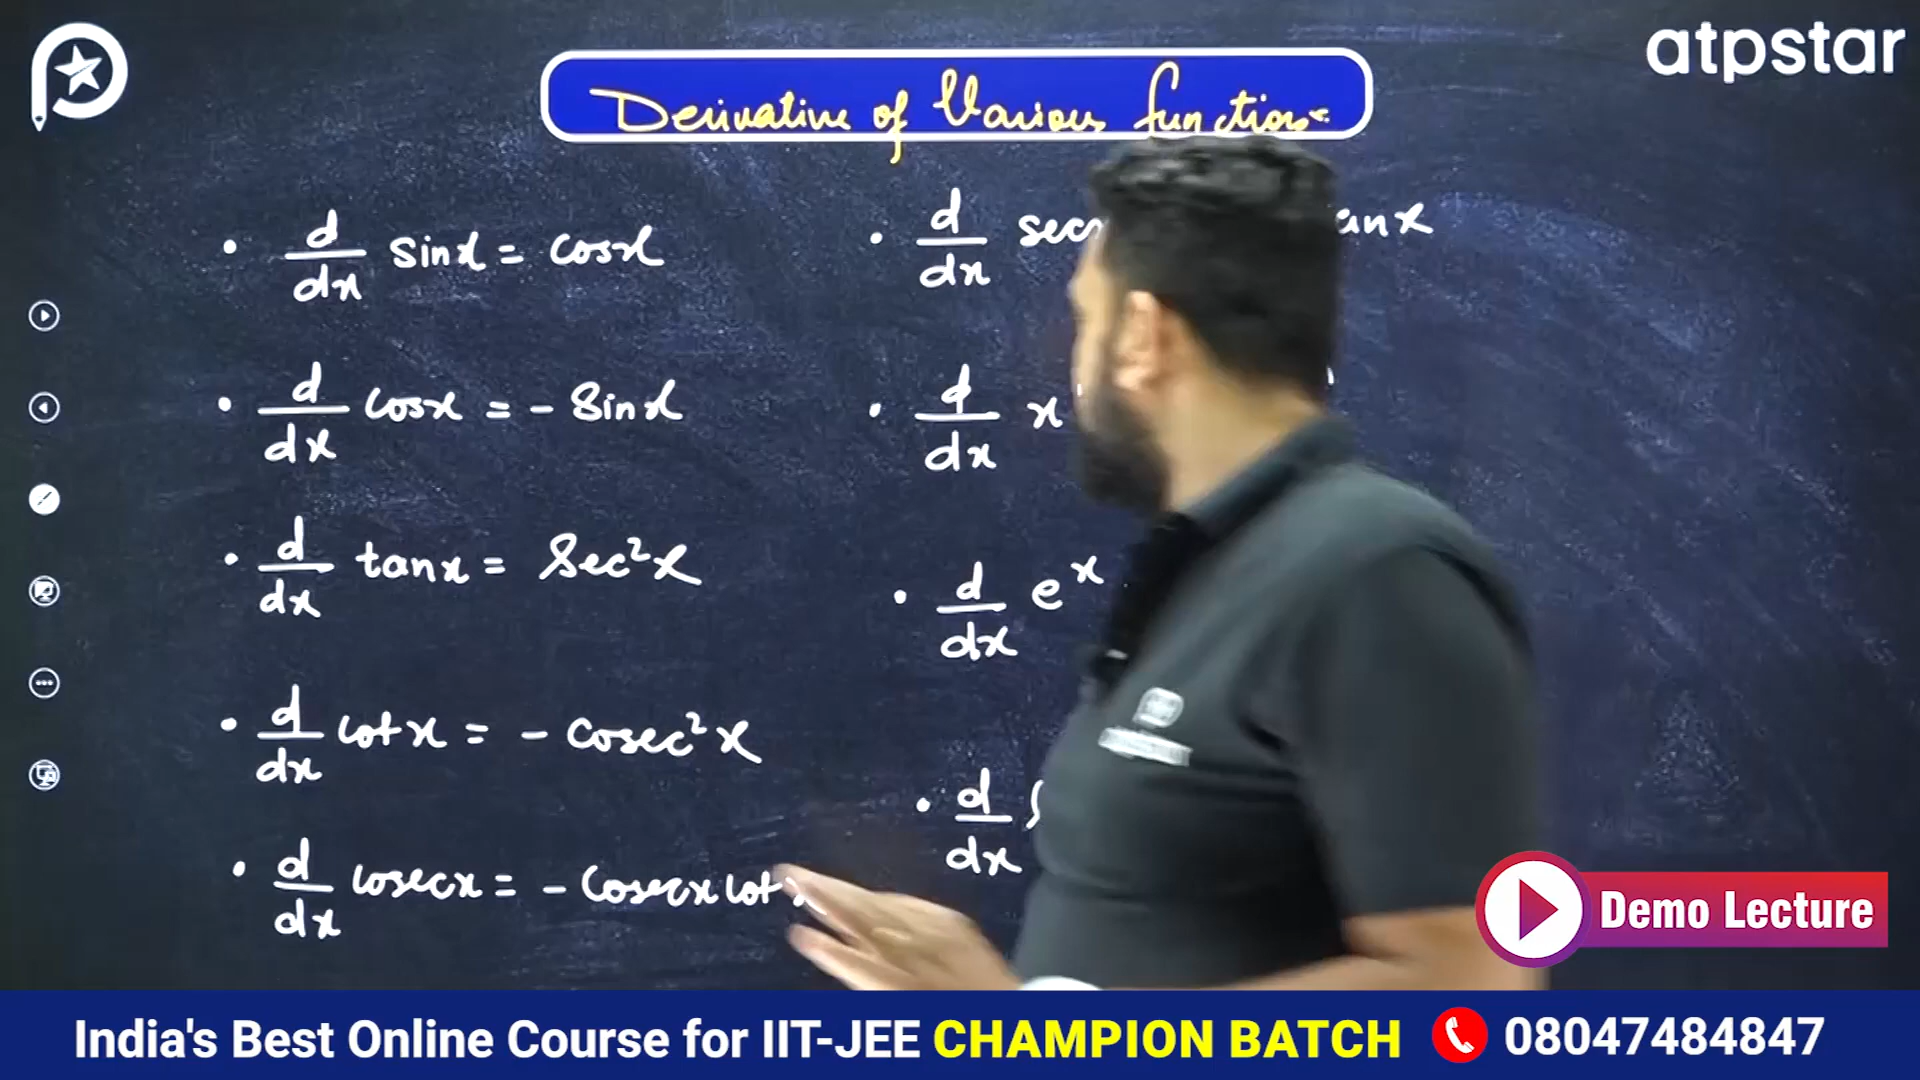 atpstar
Derivative of Various functions
• d/dx sinx = cosx
• d/dx cosx = - Sinx
• d/dx tanx = Sec²x
• d/dx cotx = - Cosec²x
• d/dx cosecx = - Cosecx cot
• d/dx sec anx
• d/dx x
• d/dx e^x
• d/dx
Demo Lecture
India's Best Online Course for IIT-JEE CHAMPION BATCH 08047484847